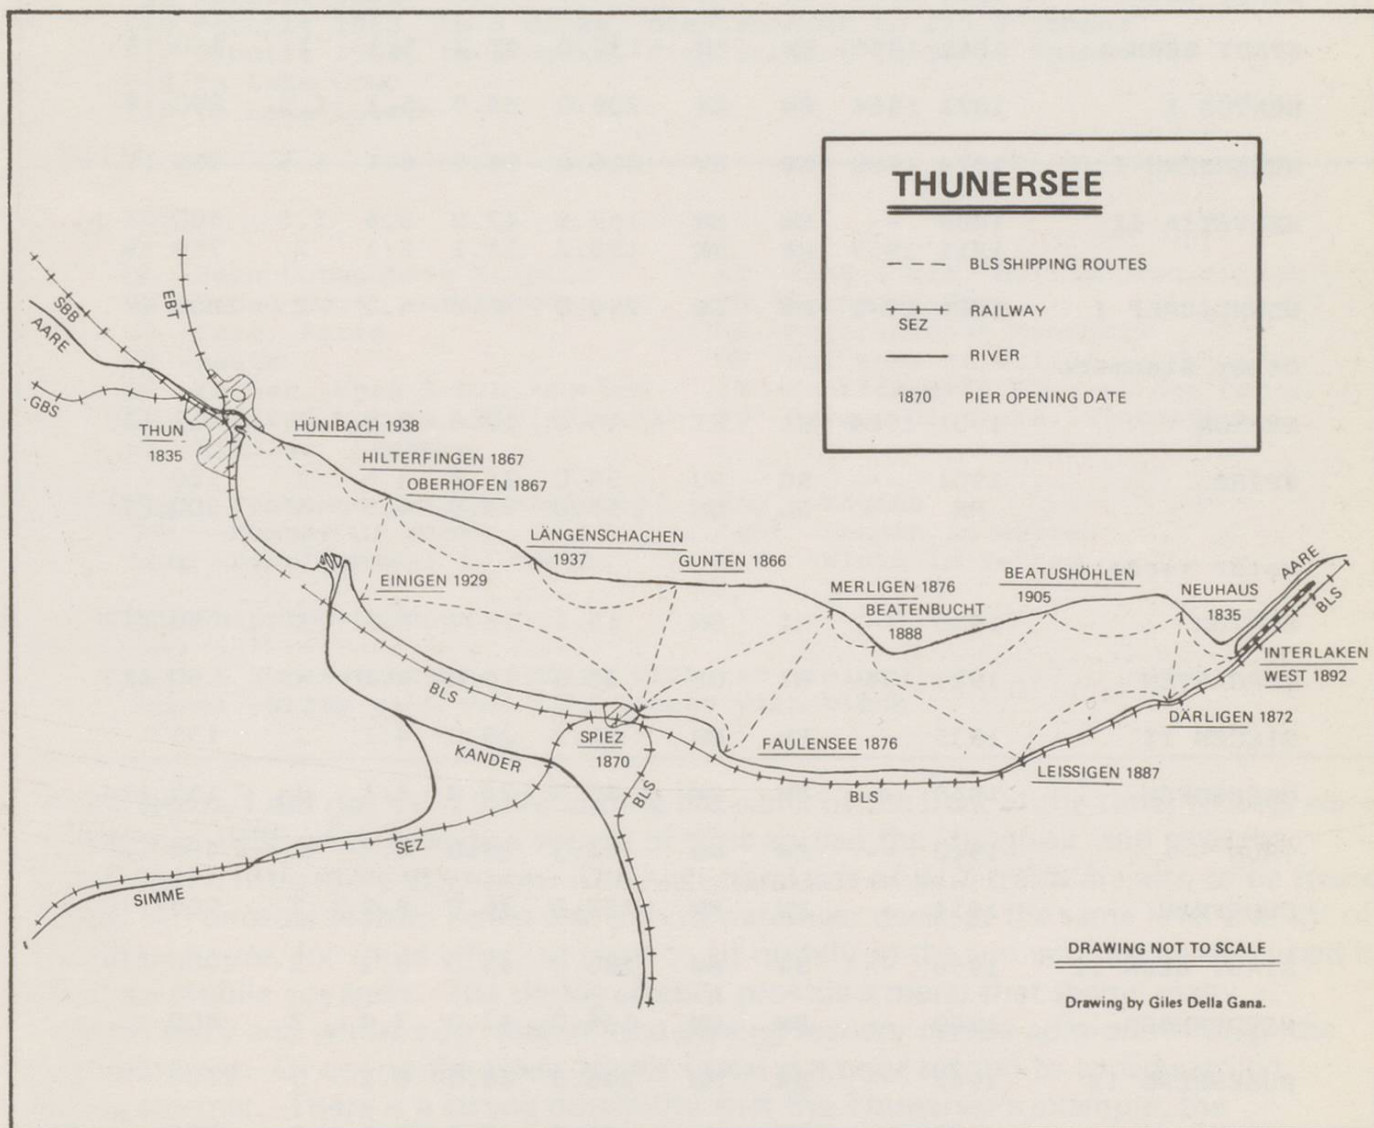 THUNERSEE
BLS SHIPPING ROUTES
SEZ
RAILWAY
RIVER
1870 PIER OPENING DATE
SBB
AARE
EBT
GBS
THUN
1835
HÜNIBACH 1938
HILTERFINGEN 1867
OBERHOFEN 1867
LÄNGENSCHACHEN
1937
GUNTEN 1866
EINIGEN 1929
MERLIGEN 1876
BEATENBUCHT
1888
BEATUSHÖHLEN
1905
NEUHAUS
1835
AARE
BLS
INTERLAKEN
WEST 1892
DÄRLIGEN 1872
LEISSIGEN 1887
FAULENSEE 1876
BLS
SPIEZ
1870
BLS
BLS
KANDER
SEZ
SIMME
DRAWING NOT TO SCALE
Drawing by Giles Della Gana.